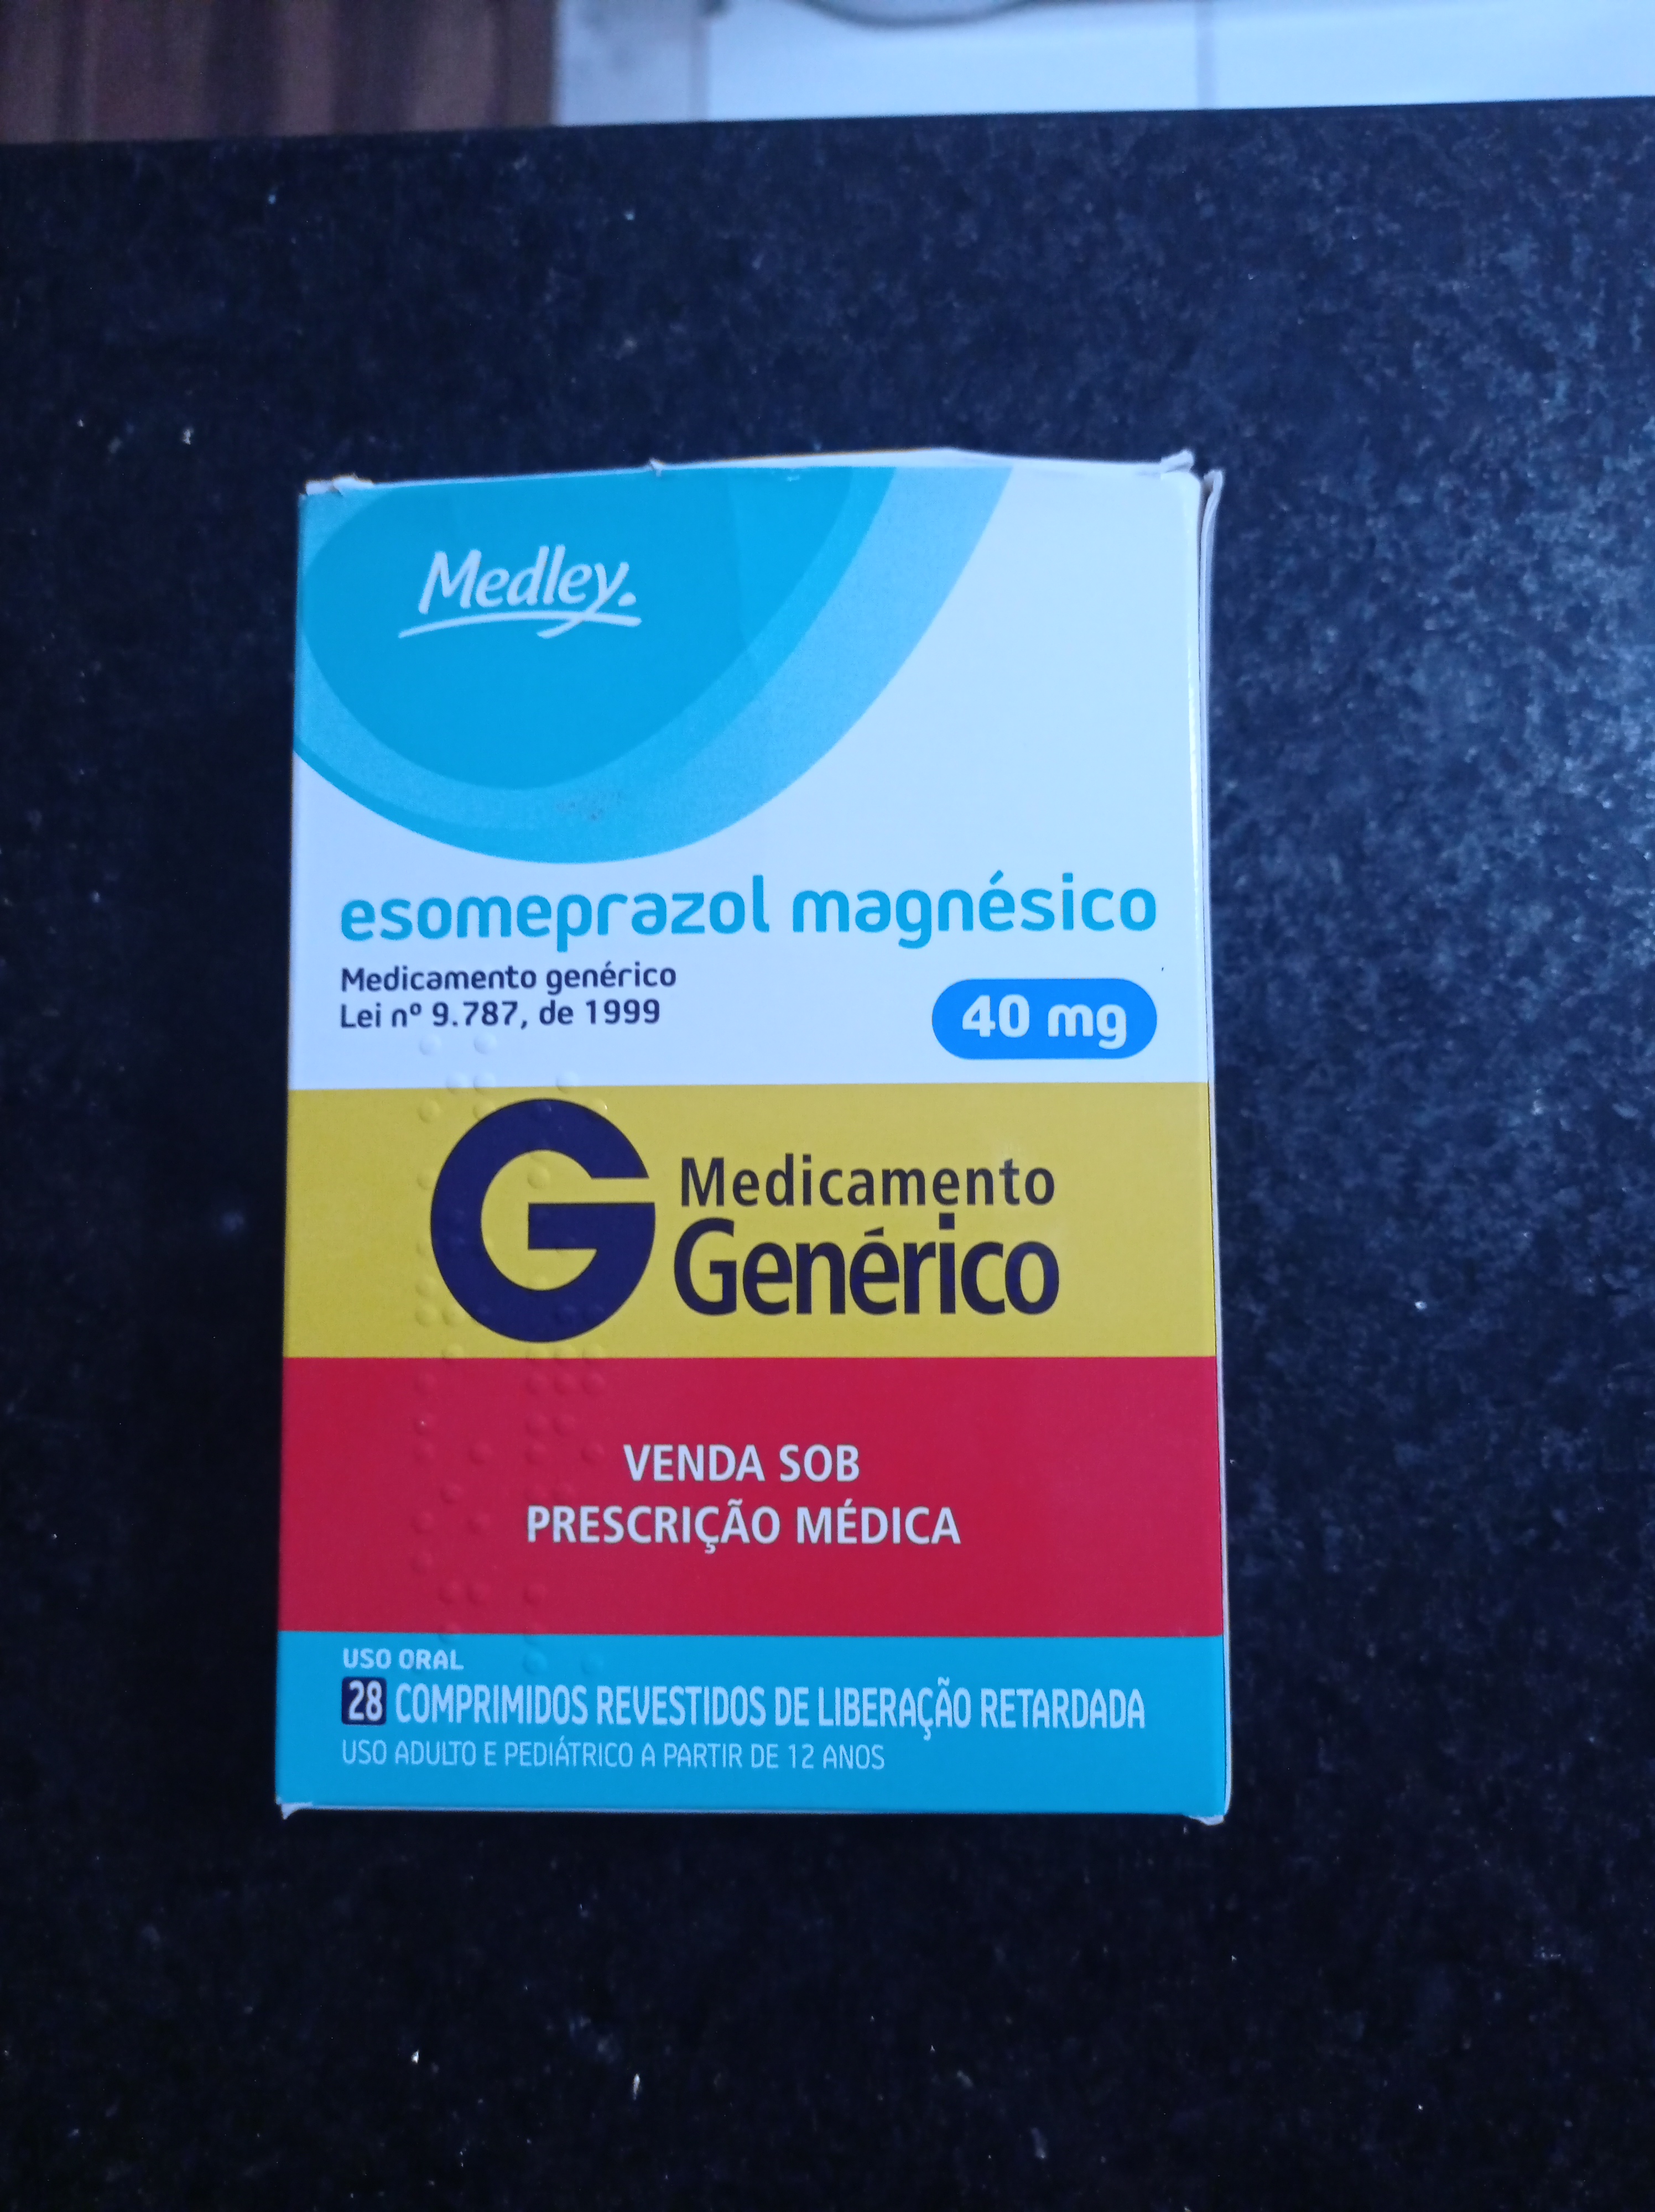 Medley.
esomeprazol magnésico
Medicamento genérico
Lei nº 9.787, de 1999
40 mg
G Medicamento
Genérico
VENDA SOB
PRESCRIÇÃO MÉDICA
USO ORAL
28 COMPRIMIDOS REVESTIDOS DE LIBERAÇÃO RETARDADA
USO ADULTO E PEDIÁTRICO A PARTIR DE 12 ANOS